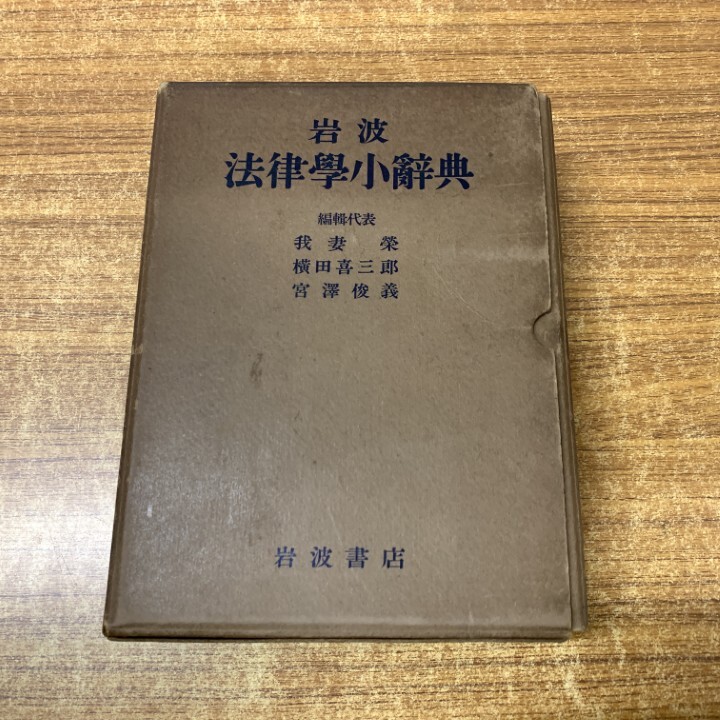 岩波
法律學小辭典
編輯代表
我妻榮
横田喜三郎
宮澤俊義
岩波書店